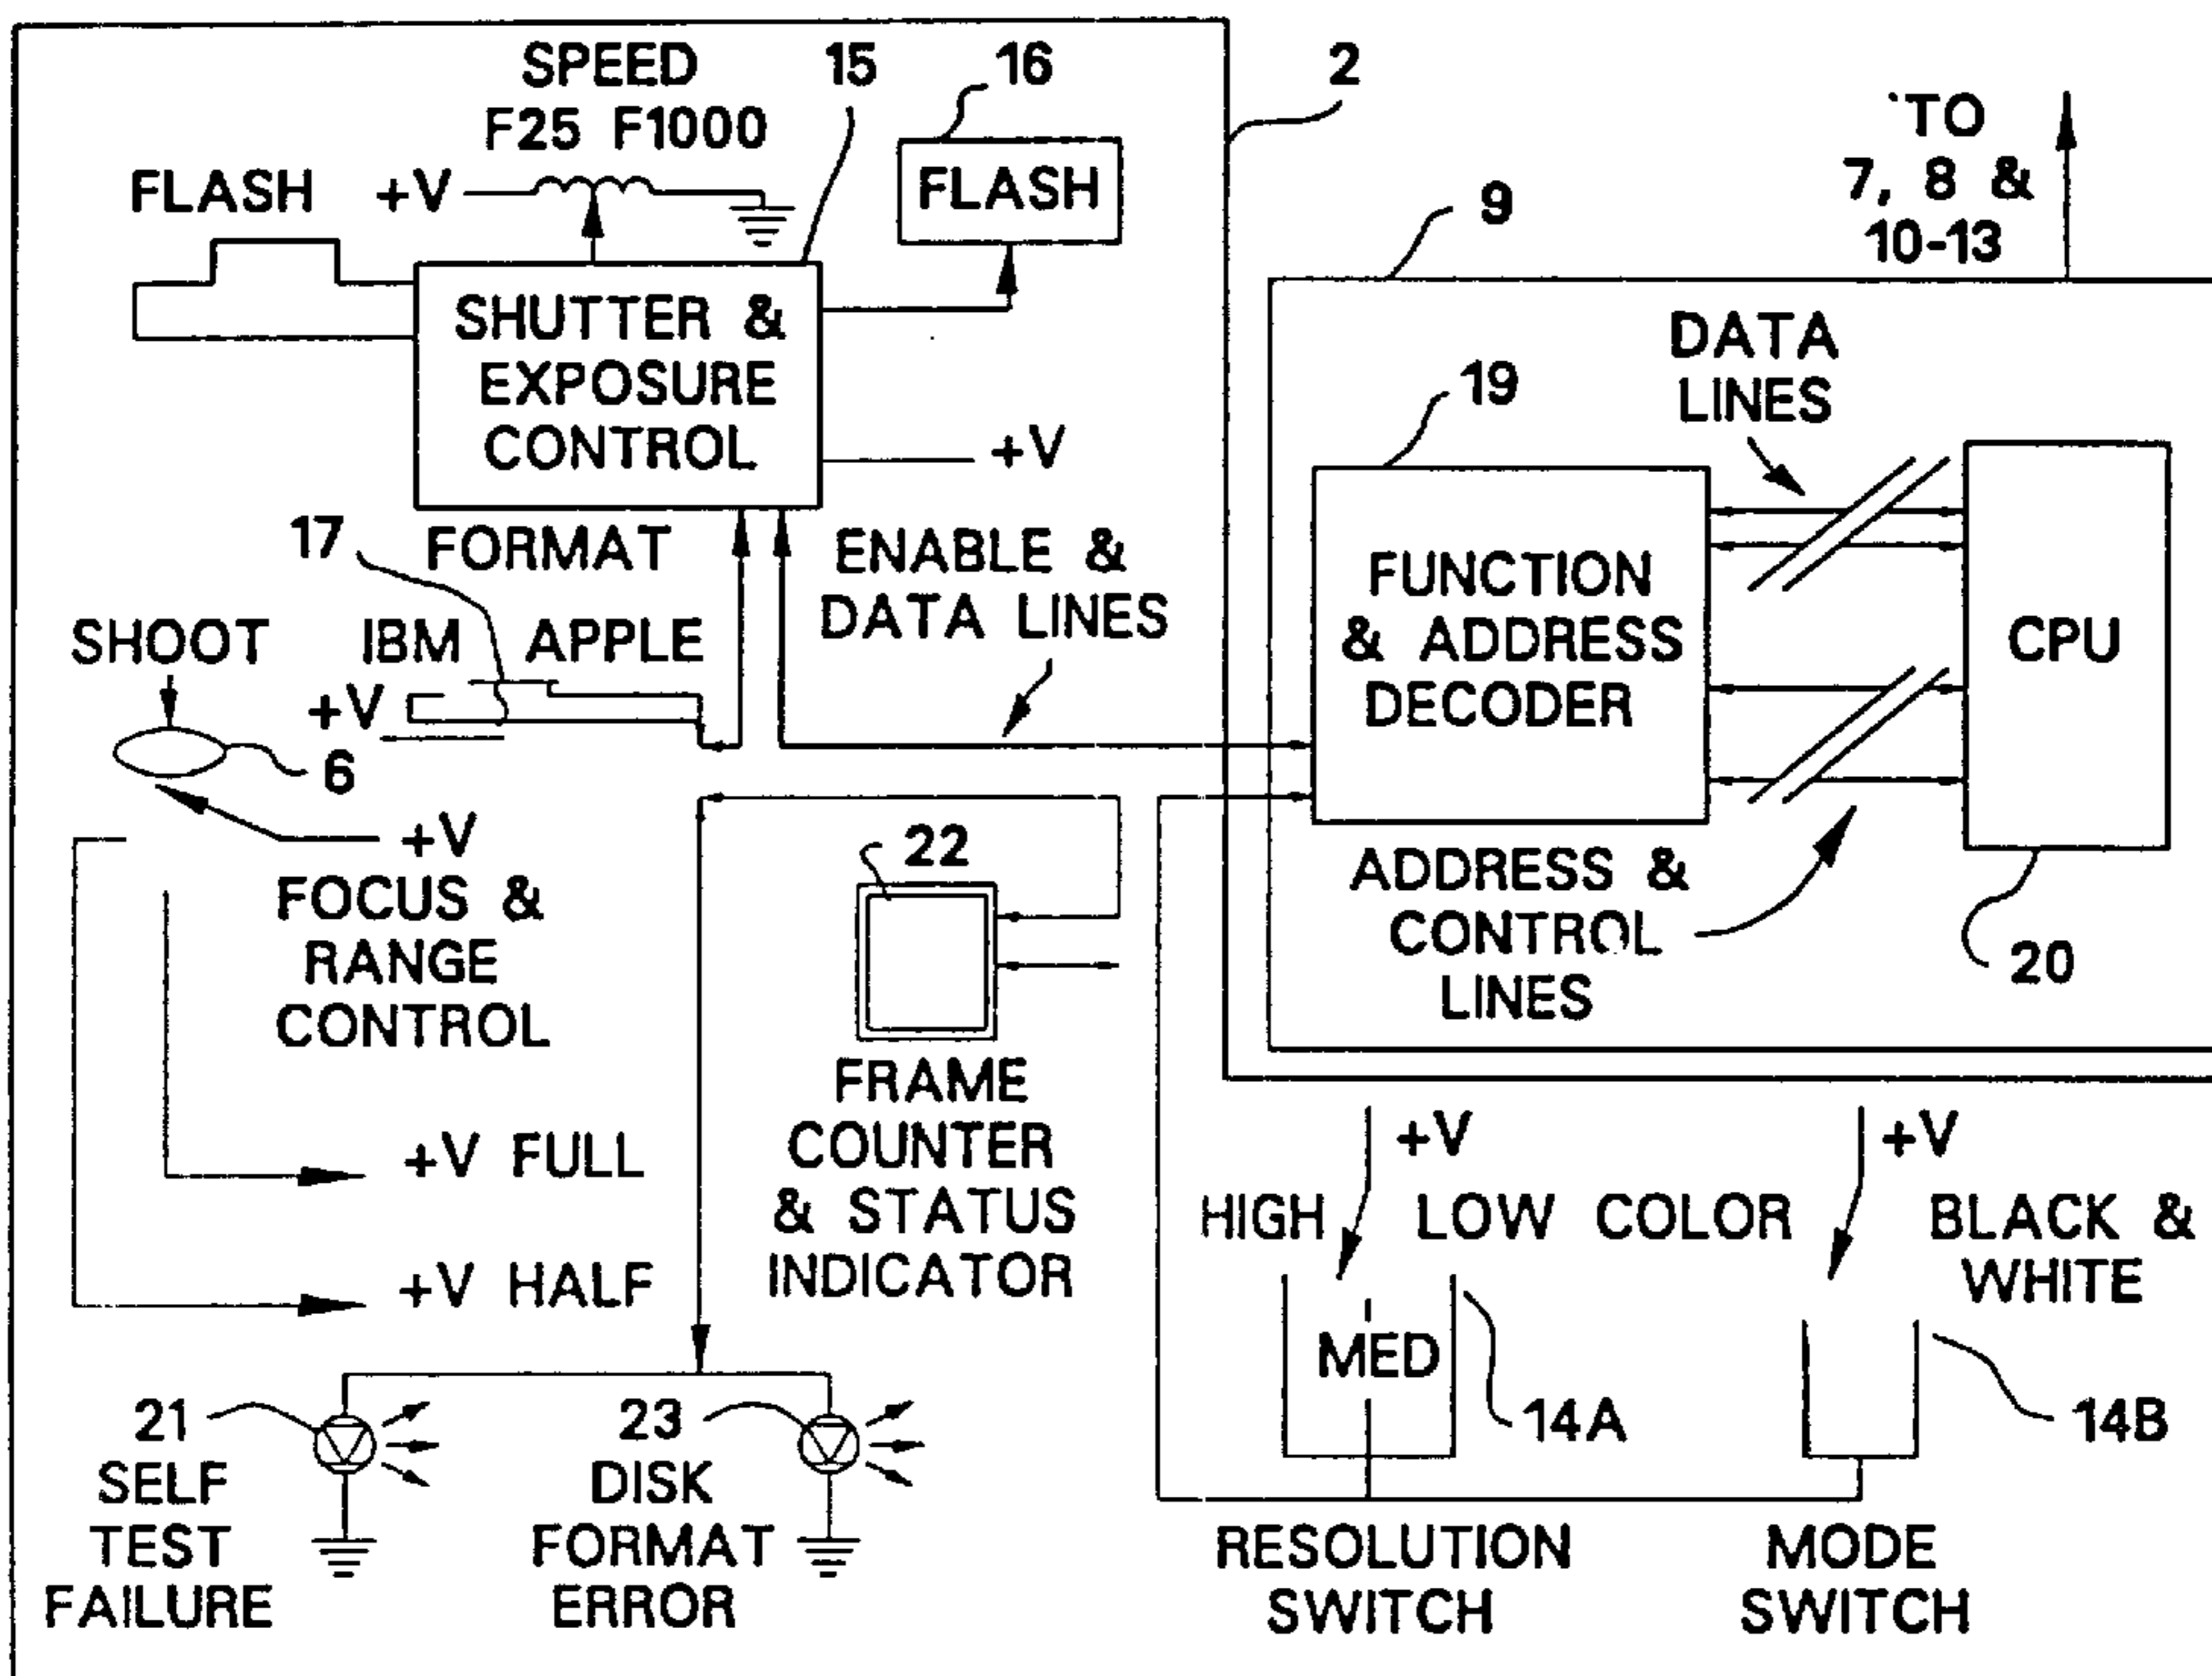 SPEED
F25 F1000
15
16
2
FLASH
+V
FLASH
TO
7, 8 &
10-13
9
SHUTTER &
EXPOSURE
CONTROL
+V
DATA
LINES
19
17
FORMAT
ENABLE &
DATA LINES
FUNCTION
& ADDRESS
DECODER
CPU
SHOOT
IBM APPLE
+V
6
+V
FOCUS &
RANGE
CONTROL
22
ADDRESS &
CONTROL
LINES
20
FRAME
COUNTER
& STATUS
INDICATOR
+V FULL
+V HALF
+V
+V
HIGH
LOW
COLOR
BLACK &
WHITE
MED
14A
14B
21
SELF
TEST
FAILURE
23
DISK
FORMAT
ERROR
RESOLUTION
SWITCH
MODE
SWITCH